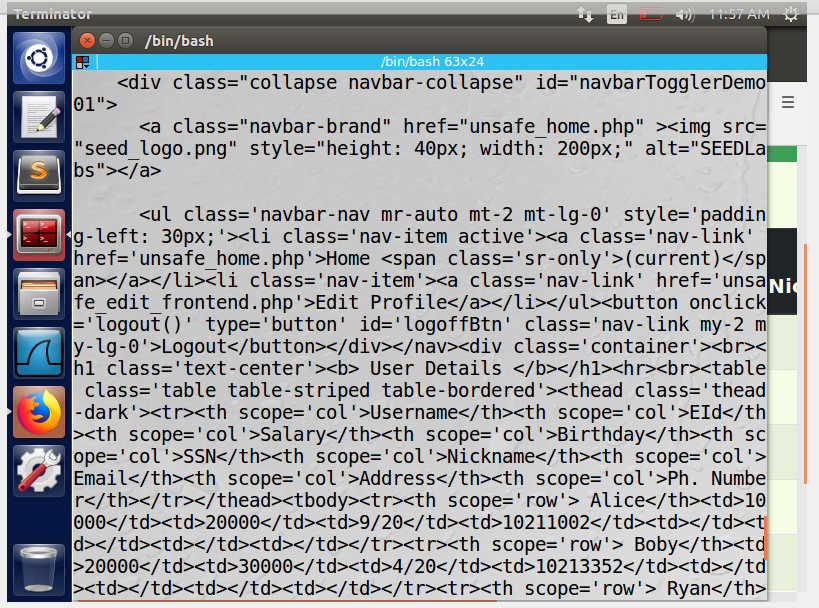 Terminator
En
11:57 AM
/bin/bash
/bin/bash 63x24
<div class="collapse navbar-collapse" id="navbarTogglerDemo
01">
<a class="navbar-brand" href="unsafe_home.php" ><img src=
"seed_logo.png" style="height: 40px; width: 200px;" alt="SEEDLa
bs"></a>
<ul class='navbar-nav mr-auto mt-2 mt-lg-0' style='paddin
g-left: 30px;'><li class='nav-item active'><a class='nav-link'
href='unsafe_home.php'>Home <span class='sr-only'>(current)</sp
an></a></li><li class='nav-item'><a class='nav-link' href='unsa
fe_edit_frontend.php'>Edit Profile</a></li></ul><button onclick
='logout()' type='button' id='logoffBtn' class='nav-link my-2 m
y-lg-0'>Logout</button></div></nav><div class='container'><br><
h1 class='text-center'><b> User Details </b></h1><hr><br><table
class='table table-striped table-bordered'><thead class='thead
-dark'><tr><th scope='col'>Username</th><th scope='col'>EId</th
><th scope='col'>Salary</th><th scope='col'>Birthday</th><th sc
ope='col'>SSN</th><th scope='col'>Nickname</th><th scope='col'>
Email</th><th scope='col'>Address</th><th scope='col'>Ph. Numbe
r</th></tr></thead><tbody><tr><th scope='row'> Alice</th><td>10
000</td><td>20000</td><td>9/20</td><td>10211002</td><td></td><t
d></td><td></td><td></td></tr><tr><th scope='row'> Boby</th><td
>20000</td><td>30000</td><td>4/20</td><td>10213352</td><td></td
><td></td><td></td><td></td></tr><tr><th scope='row'> Ryan</th>
Nic